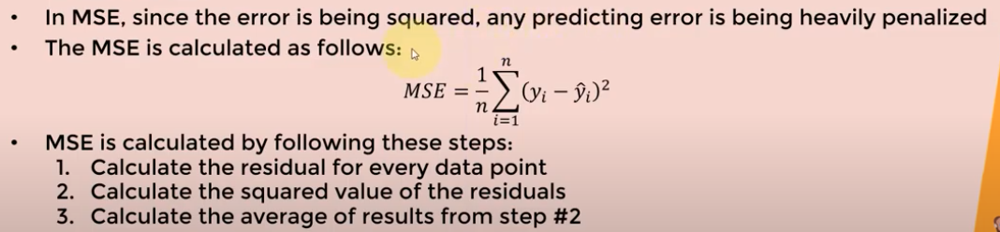 • In MSE, since the error is being squared, any predicting error is being heavily penalized
• The MSE is calculated as follows:
MSE = \frac{1}{n} \sum_{i=1}^{n} (y_i − ŷ_i)^2
• MSE is calculated by following these steps:
1. Calculate the residual for every data point
2. Calculate the squared value of the residuals
3. Calculate the average of results from step #2